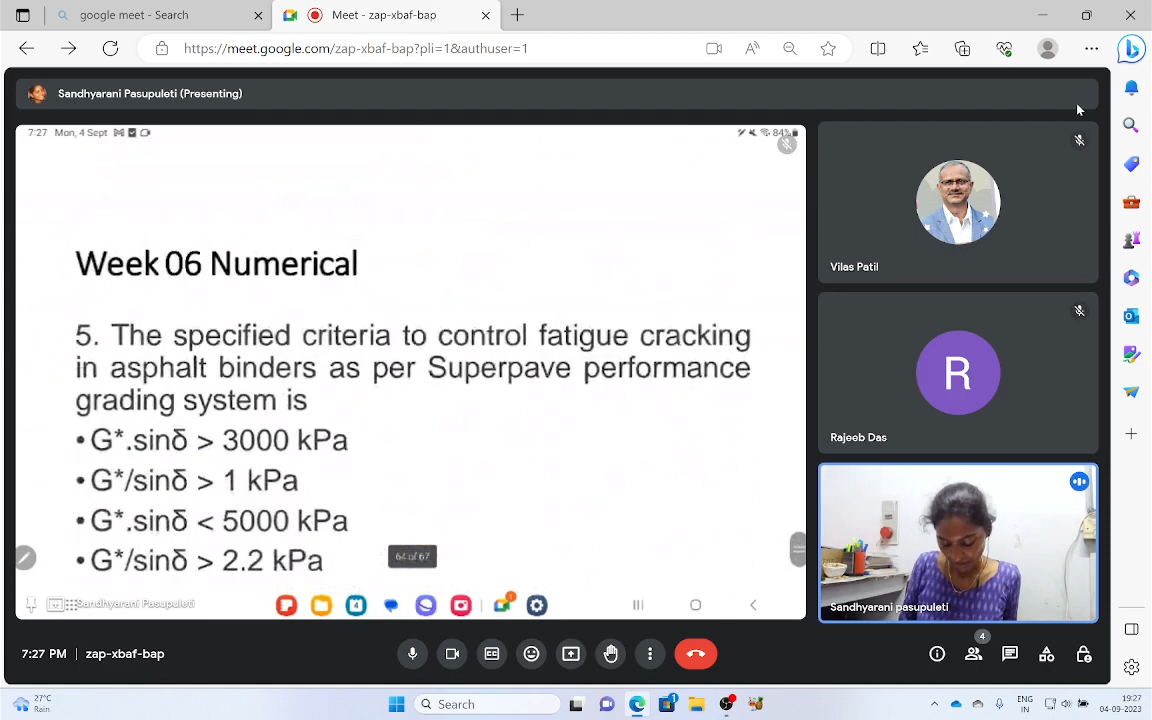 google meet - Search
Meet - zap-xbaf-bap
https://meet.google.com/zap-xbaf-bap?pli=1&authuser=1
Sandhyarani Pasupuleti (Presenting)
7:27 Mon, 4 Sept
84%
Week 06 Numerical
5. The specified criteria to control fatigue cracking
in asphalt binders as per Superpave performance
grading system is
•G*.sinδ > 3000 kPa
•G*/sinδ > 1 kPa
•G*.sinδ < 5000 kPa
•G*/sinδ > 2.2 kPa
64 of 67
Sandhyarani Pasupuleti
Vilas Patil
R
Rajeeb Das
Sandhyarani pasupuleti
7:27 PM | zap-xbaf-bap
4
27°C
Rain
Search
1
ENG
IN
19:27
04-09-2023